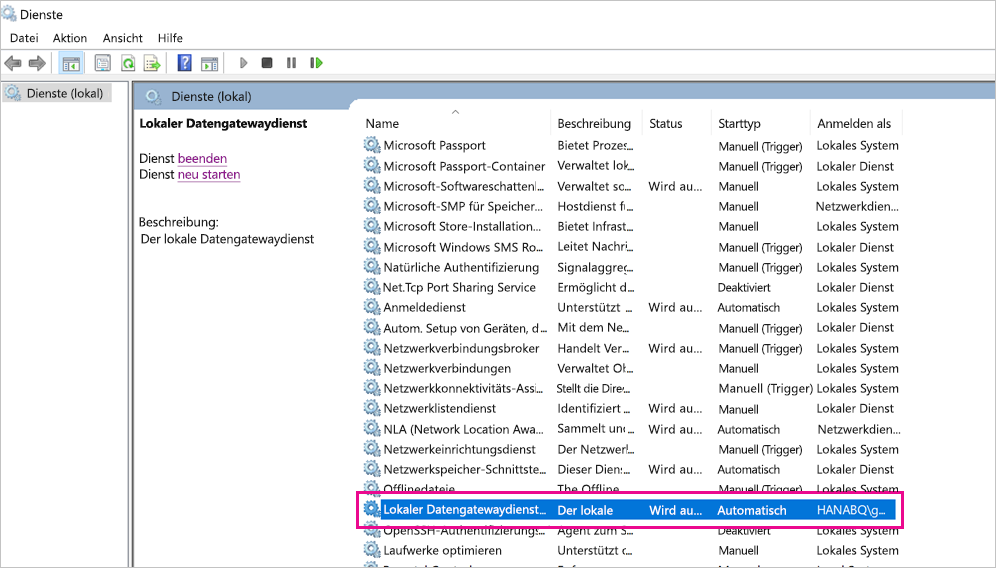 Dienste
Datei Aktion Ansicht Hilfe
Dienste (lokal)
Dienste (lokal)
Lokaler Datengatewaydienst
Dienst beenden
Dienst neu starten
Beschreibung:
Der lokale Datengatewaydienst
Name Beschreibung Status Starttyp Anmelden als
Microsoft Passport Bietet Prozes... Manuell (Trigger) Lokales System
Microsoft Passport-Container Verwaltet lok... Manuell (Trigger) Lokaler Dienst
Microsoft-Softwareschattenl... Verwaltet so... Wird au... Manuell Lokales System
Microsoft-SMP für Speicher... Hostdienst fü... Manuell Netzwerkdien...
Microsoft Store-Installation... Bietet Infrast... Manuell Lokales System
Microsoft Windows SMS Ro... Leitet Nachri... Manuell (Trigger) Lokaler Dienst
Natürliche Authentifizierung Signalaggreg... Manuell (Trigger) Lokales System
Net.Tcp Port Sharing Service Ermöglicht d... Deaktiviert Lokaler Dienst
Anmeldedienst Unterstützt ... Wird au... Automatisch Lokales System
Autom. Setup von Geräten, d... Mit dem Ne... Manuell (Trigger) Lokaler Dienst
Netzwerkverbindungsbroker Handelt Ver... Wird au... Manuell (Trigger) Lokales System
Netzwerkverbindungen Verwaltet Ob... Manuell Lokales System
Netzwerkkonnektivitäts-Assi... Stellt die Dire... Manuell (Trigger) Lokales System
Netzwerklistendienst Identifiziert ... Wird au... Manuell Lokaler Dienst
NLA (Network Location Awa... Sammelt und... Wird au... Automatisch Netzwerkdien...
Netzwerkeinrichtungsdienst Der Netzwerk... Manuell (Trigger) Lokales System
Netzwerkspeicher-Schnittste... Dieser Diens... Wird au... Automatisch Lokaler Dienst
Offlinedateie The Offline Manuell (Trigger) Lokales System
Lokaler Datengatewaydienst... Der lokale Wird au... Automatisch HANABQ\g...
OpenSSH-Authentifizierungs- Agent zum S Deaktiviert Lokales System
Laufwerke optimieren Unterstützt d... Manuell Lokales System